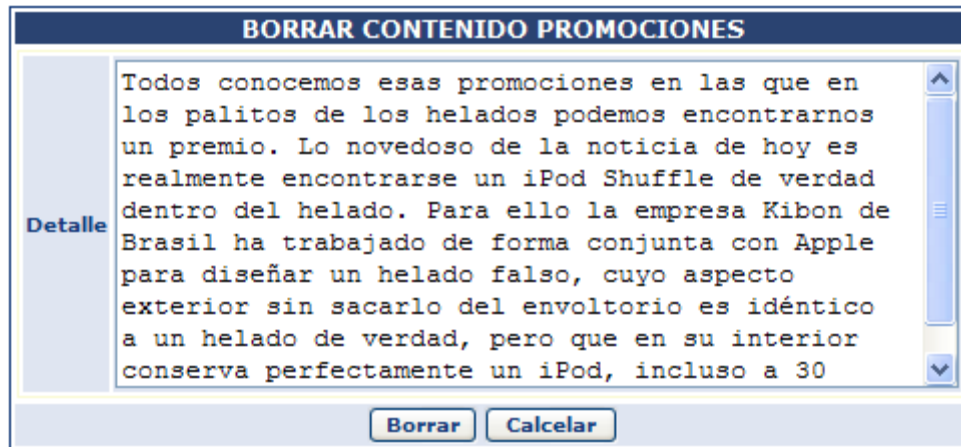 BORRAR CONTENIDO PROMOCIONES
Detalle
Todos conocemos esas promociones en las que en
los palitos de los helados podemos encontrarnos
un premio. Lo novedoso de la noticia de hoy es
realmente encontrarse un iPod Shuffle de verdad
dentro del helado. Para ello la empresa Kibon de
Brasil ha trabajado de forma conjunta con Apple
para diseñar un helado falso, cuyo aspecto
exterior sin sacarlo del envoltorio es idéntico
a un helado de verdad, pero que en su interior
conserva perfectamente un iPod, incluso a 30
Borrar Calcelar